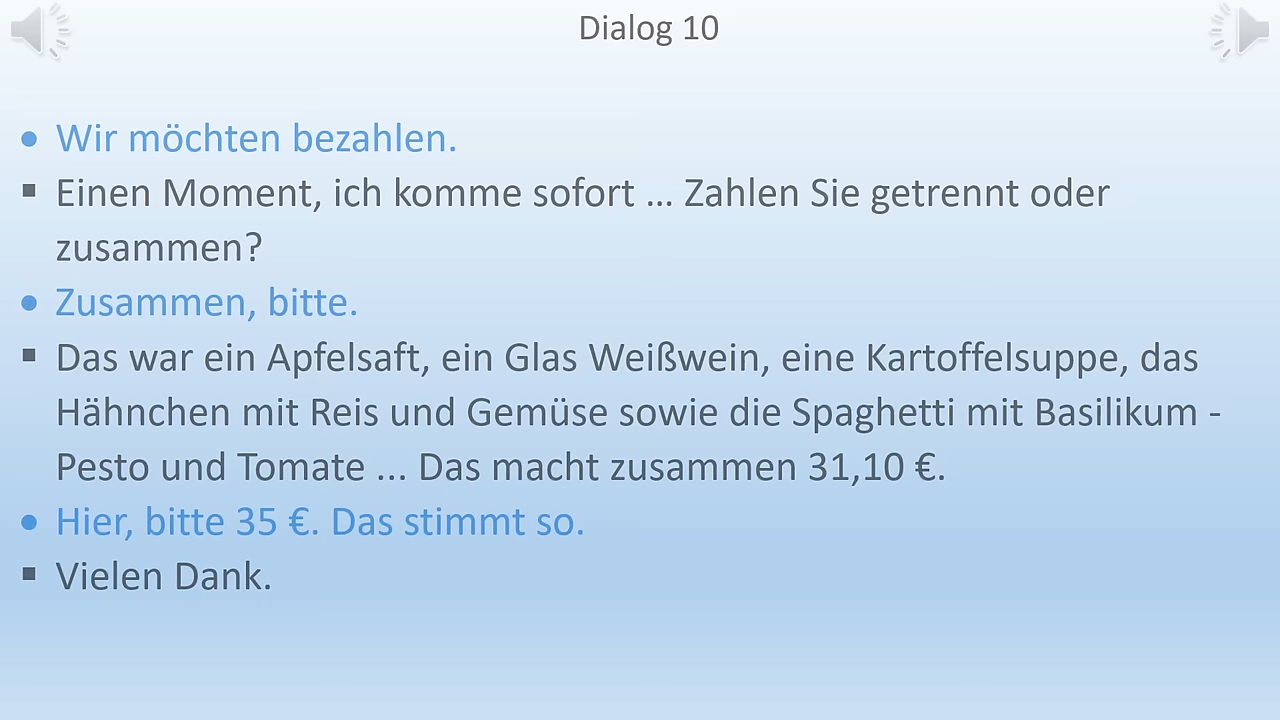 Dialog 10
• Wir möchten bezahlen.
▪ Einen Moment, ich komme sofort ... Zahlen Sie getrennt oder
zusammen?
• Zusammen, bitte.
▪ Das war ein Apfelsaft, ein Glas Weißwein, eine Kartoffelsuppe, das
Hähnchen mit Reis und Gemüse sowie die Spaghetti mit Basilikum -
Pesto und Tomate ... Das macht zusammen 31,10 €.
• Hier, bitte 35 €. Das stimmt so.
▪ Vielen Dank.